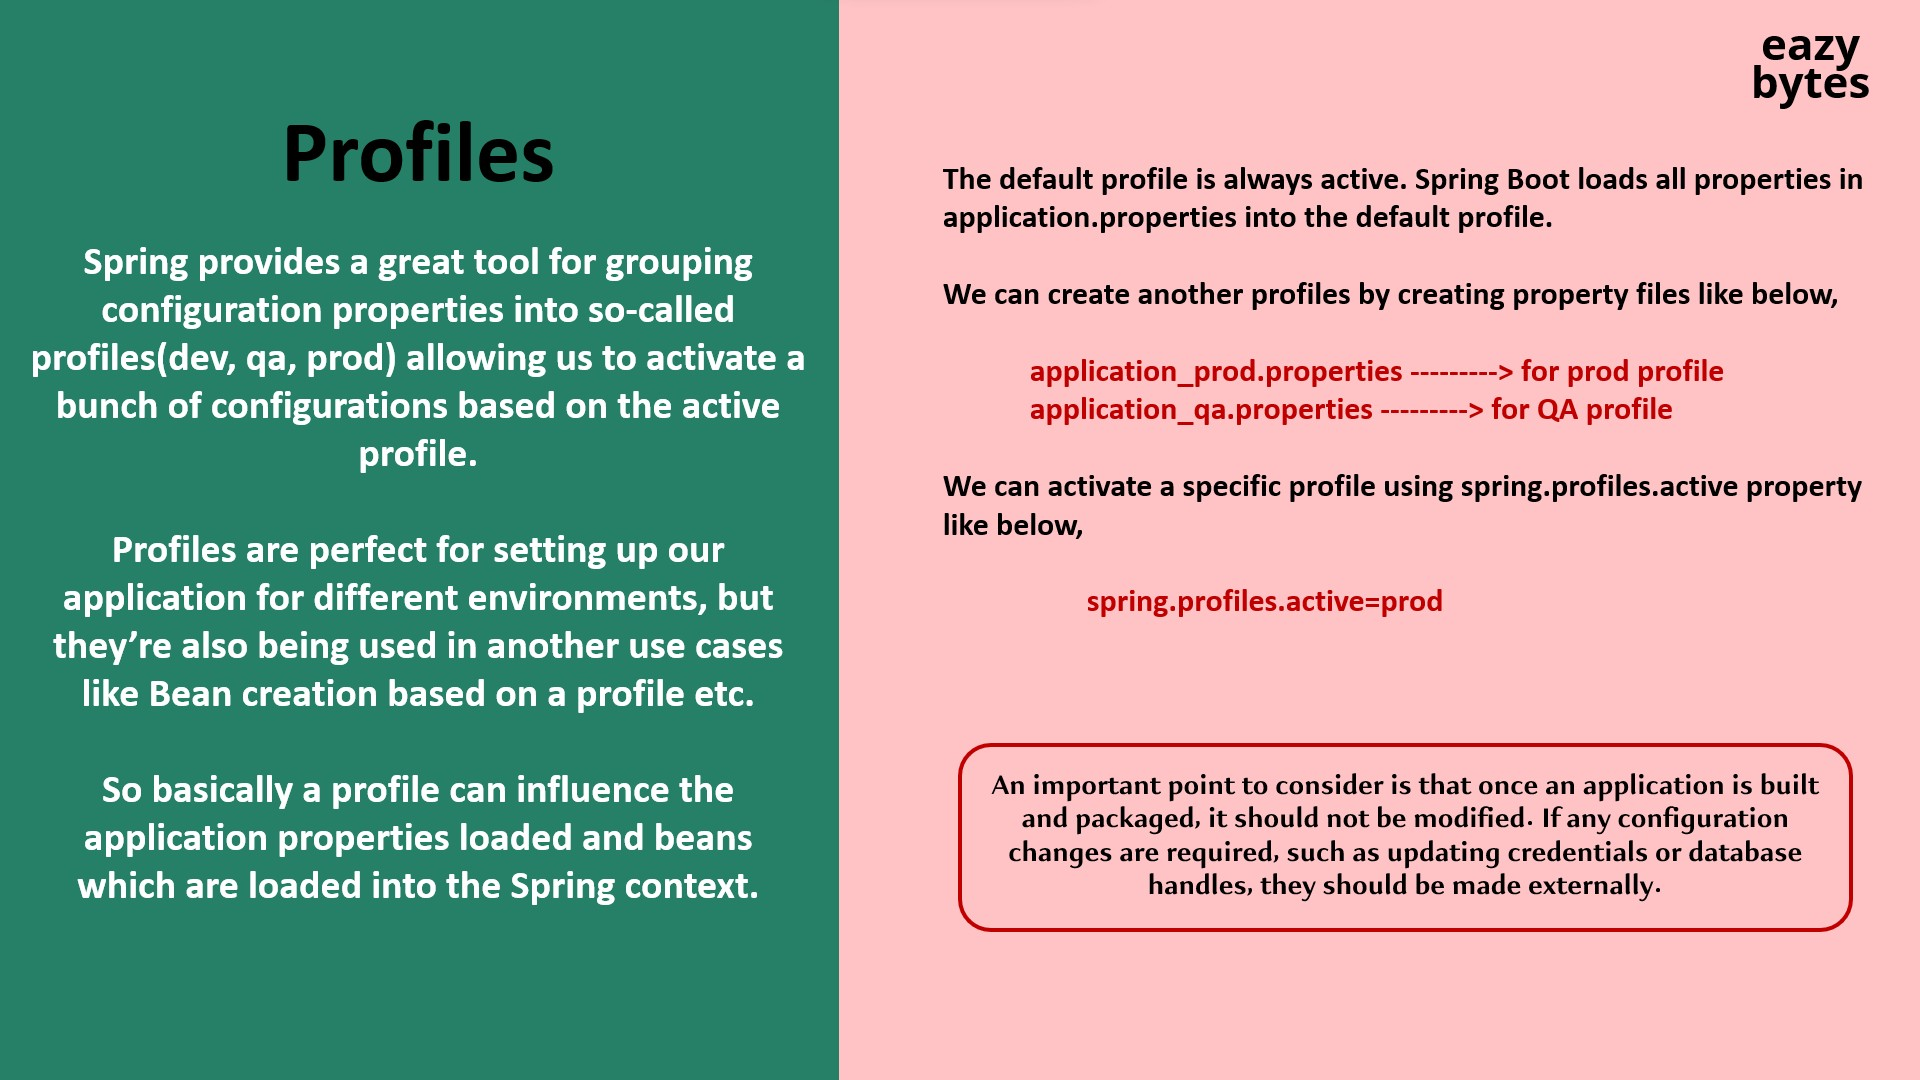 Profiles
Spring provides a great tool for grouping
configuration properties into so-called
profiles(dev, qa, prod) allowing us to activate a
bunch of configurations based on the active
profile.
Profiles are perfect for setting up our
application for different environments, but
they’re also being used in another use cases
like Bean creation based on a profile etc.
So basically a profile can influence the
application properties loaded and beans
which are loaded into the Spring context.
eazy
bytes
The default profile is always active. Spring Boot loads all properties in
application.properties into the default profile.
We can create another profiles by creating property files like below,
application_prod.properties ---------> for prod profile
application_qa.properties ---------> for QA profile
We can activate a specific profile using spring.profiles.active property
like below,
spring.profiles.active=prod
An important point to consider is that once an application is built
and packaged, it should not be modified. If any configuration
changes are required, such as updating credentials or database
handles, they should be made externally.